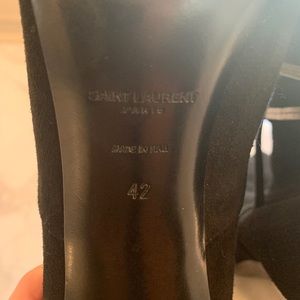 SAINT LAURENT
PARIS
MADE IN ITALY
42